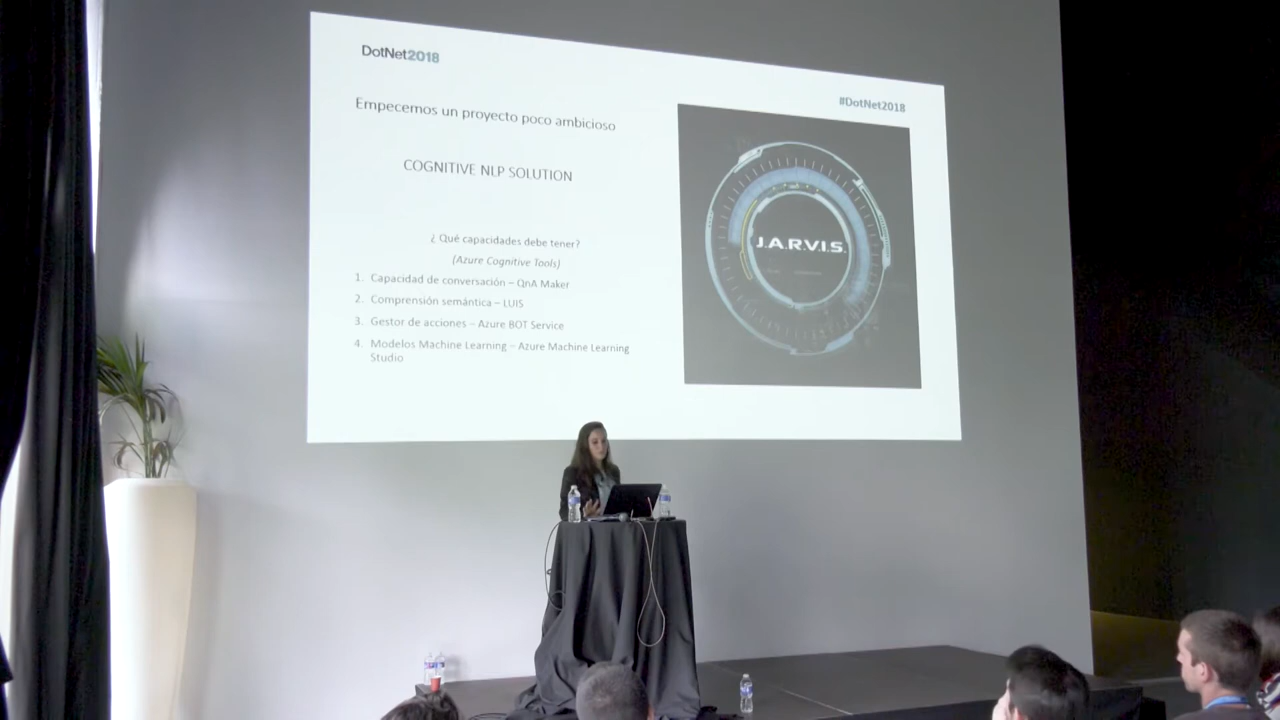 DotNet2018
#DotNet2018
Empecemos un proyecto poco ambicioso
COGNITIVE NLP SOLUTION
¿ Qué capacidades debe tener?
(Azure Cognitive Tools)
1. Capacidad de conversación – QnA Maker
2. Comprensión semántica – LUIS
3. Gestor de acciones – Azure BOT Service
4. Modelos Machine Learning – Azure Machine Learning
Studio
J.A.R.V.I.S.